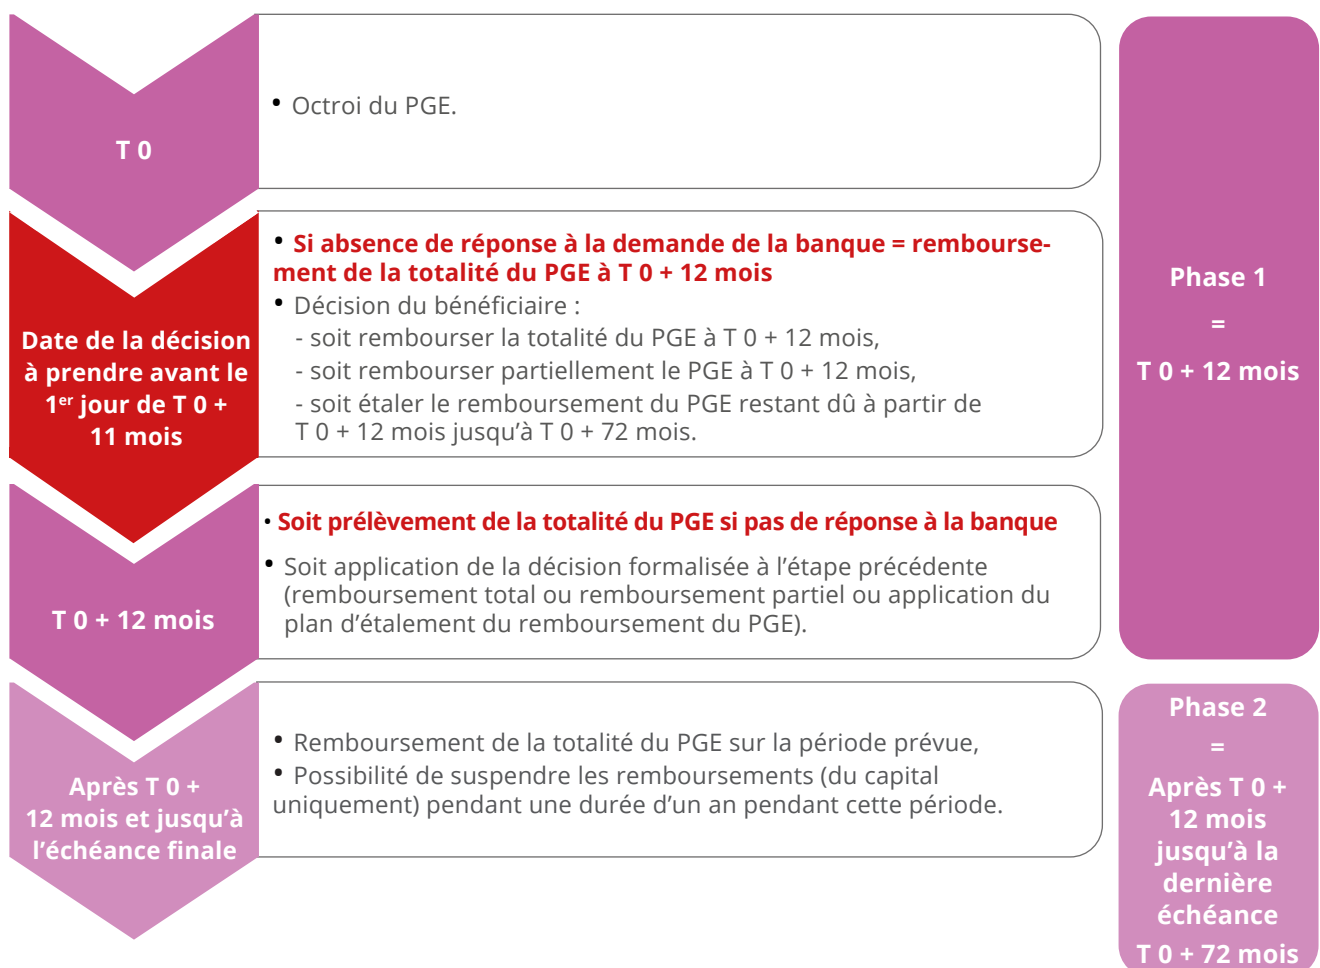 T 0
• Octroi du PGE.
Date de la décision
à prendre avant le
1er jour de T 0 +
11 mois
• Si absence de réponse à la demande de la banque = rembourse-
ment de la totalité du PGE à T 0 + 12 mois
• Décision du bénéficiaire :
- soit rembourser la totalité du PGE à T 0 + 12 mois,
- soit rembourser partiellement le PGE à T 0 + 12 mois,
- soit étaler le remboursement du PGE restant dû à partir de
T 0 + 12 mois jusqu’à T 0 + 72 mois.
T 0 + 12 mois
• Soit prélèvement de la totalité du PGE si pas de réponse à la banque
• Soit application de la décision formalisée à l’étape précédente
(remboursement total ou remboursement partiel ou application du
plan d’étalement du remboursement du PGE).
Après T 0 +
12 mois et jusqu’à
l’échéance finale
• Remboursement de la totalité du PGE sur la période prévue,
• Possibilité de suspendre les remboursements (du capital
uniquement) pendant une durée d’un an pendant cette période.
Phase 1
=
T 0 + 12 mois
Phase 2
=
Après T 0 +
12 mois
jusqu’à la
dernière
échéance
T 0 + 72 mois